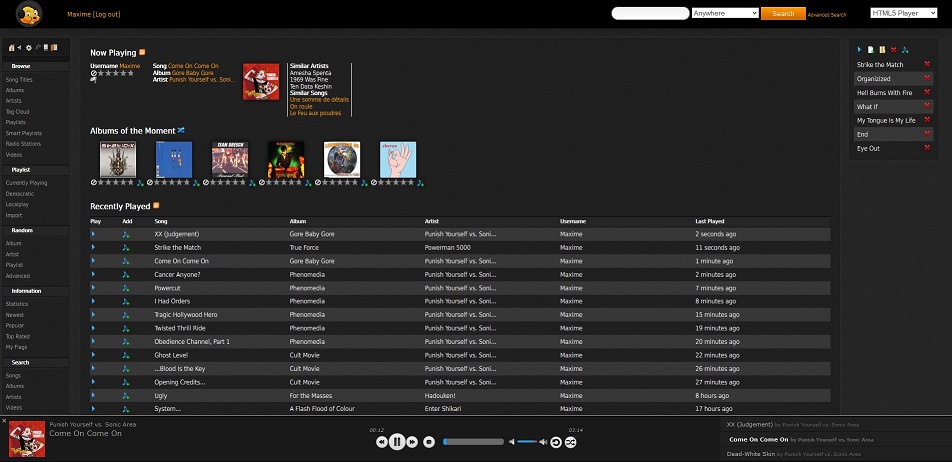 Maxime [Log out]
Anywhere
Search
Advanced Search
HTML5 Player
Browse
Song Titles
Albums
Artists
Tag Cloud
Playlists
Smart Playlists
Radio Stations
Videos
Playlist
Currently Playing
Democratic
Localplay
Import
Random
Album
Artist
Playlist
Advanced
Information
Statistics
Newest
Popular
Top Rated
My Flags
Search
Songs
Albums
Artists
Videos
Now Playing
Username Maxime
Song Come On Come On
Album Gore Baby Gore
Artist Punish Yourself vs. Soni...
Similar Artists
Amesha Spenta
1969 Was Fine
Ten Data Keshin
Similar Songs
Une somme de détails
On roule
Le Feu aux poudres
Albums of the Moment
TEAM DRESCH
cheveu
Recently Played
Play Add Song Album Artist Username Last Played
XX (Judgement) Gore Baby Gore Punish Yourself vs. Soni... Maxime 2 seconds ago
Strike the Match True Force Powerman 5000 Maxime 11 seconds ago
Come On Come On Gore Baby Gore Punish Yourself vs. Soni... Maxime 1 minute ago
Cancer Anyone? Phenomedia Punish Yourself vs. Soni... Maxime 2 minutes ago
Powercut Phenomedia Punish Yourself vs. Soni... Maxime 7 minutes ago
I Had Orders Phenomedia Punish Yourself vs. Soni... Maxime 8 minutes ago
Tragic Hollywood Hero Phenomedia Punish Yourself vs. Soni... Maxime 15 minutes ago
Twisted Thrill Ride Phenomedia Punish Yourself vs. Soni... Maxime 19 minutes ago
Obedience Channel, Part 1 Phenomedia Punish Yourself vs. Soni... Maxime 20 minutes ago
Ghost Level Cult Movie Punish Yourself vs. Soni... Maxime 22 minutes ago
...Blood Is the Key Cult Movie Punish Yourself vs. Soni... Maxime 26 minutes ago
Opening Credits... Cult Movie Punish Yourself vs. Soni... Maxime 27 minutes ago
Ugly For the Masses Hadouken! Maxime 8 hours ago
System... A Flash Flood of Colour Enter Shikari Maxime 17 hours ago
Strike the Match
Organizized
Hell Burns With Fire
What If
My Tongue Is My Life
End
Eye Out
Punish Yourself vs. Sonic Area
Come On Come On
00:12
02:14
XX (Judgement) by Punish Yourself vs. Sonic Area
Come On Come On by Punish Yourself vs. Sonic Area
Dead-White Skin by Punish Yourself vs. Sonic Area